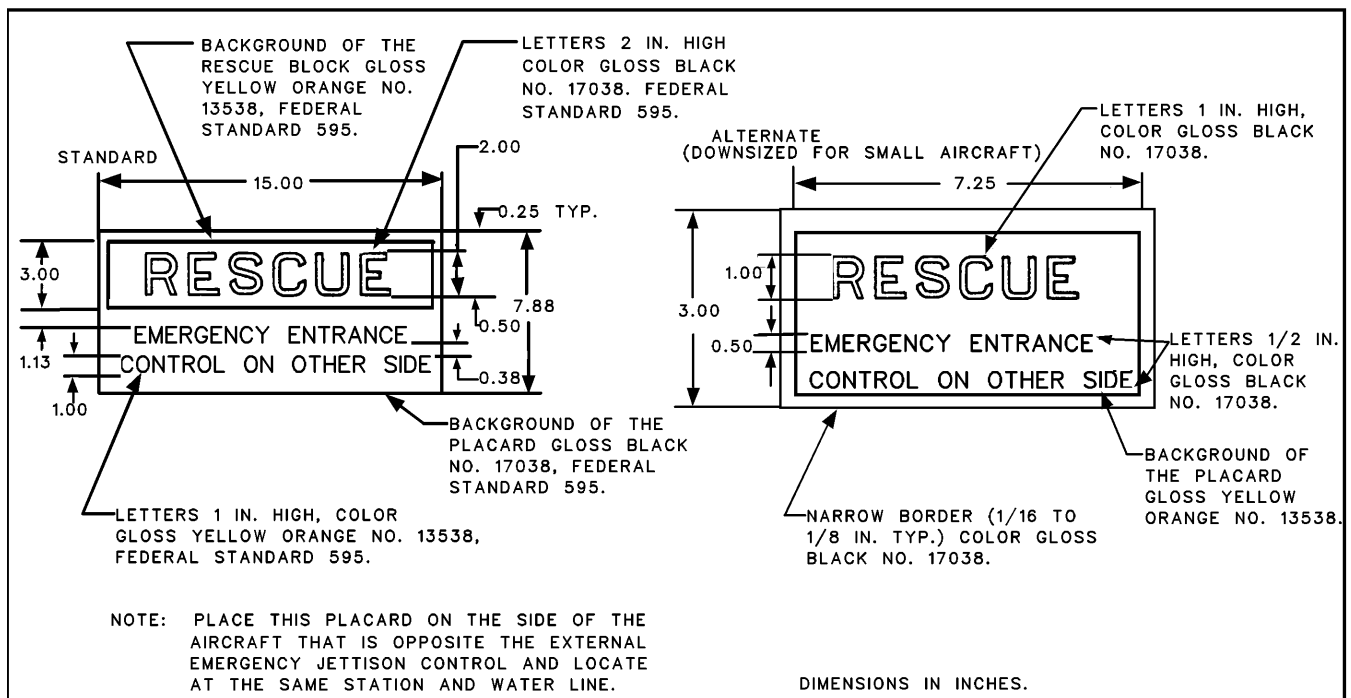 BACKGROUND OF THE
RESCUE BLOCK GLOSS
YELLOW ORANGE NO.
13538, FEDERAL
STANDARD 595.
LETTERS 2 IN. HIGH
COLOR GLOSS BLACK
NO. 17038. FEDERAL
STANDARD 595.
STANDARD
15.00
2.00
0.25 TYP.
3.00
RESCUE
7.88
0.50
1.13
EMERGENCY ENTRANCE
CONTROL ON OTHER SIDE
0.38
1.00
BACKGROUND OF THE
PLACARD GLOSS BLACK
NO. 17038, FEDERAL
STANDARD 595.
LETTERS 1 IN. HIGH, COLOR
GLOSS YELLOW ORANGE NO. 13538,
FEDERAL STANDARD 595.
ALTERNATE
(DOWNSIZED FOR SMALL AIRCRAFT)
LETTERS 1 IN. HIGH,
COLOR GLOSS BLACK
NO. 17038.
7.25
1.00
RESCUE
3.00
0.50
EMERGENCY ENTRANCE
CONTROL ON OTHER SIDE
LETTERS 1/2 IN.
HIGH, COLOR
GLOSS BLACK
NO. 17038.
BACKGROUND OF
THE PLACARD
GLOSS YELLOW
ORANGE NO. 13538.
NARROW BORDER (1/16 TO
1/8 IN. TYP.) COLOR GLOSS
BLACK NO. 17038.
NOTE: PLACE THIS PLACARD ON THE SIDE OF THE
AIRCRAFT THAT IS OPPOSITE THE EXTERNAL
EMERGENCY JETTISON CONTROL AND LOCATE
AT THE SAME STATION AND WATER LINE.
DIMENSIONS IN INCHES.